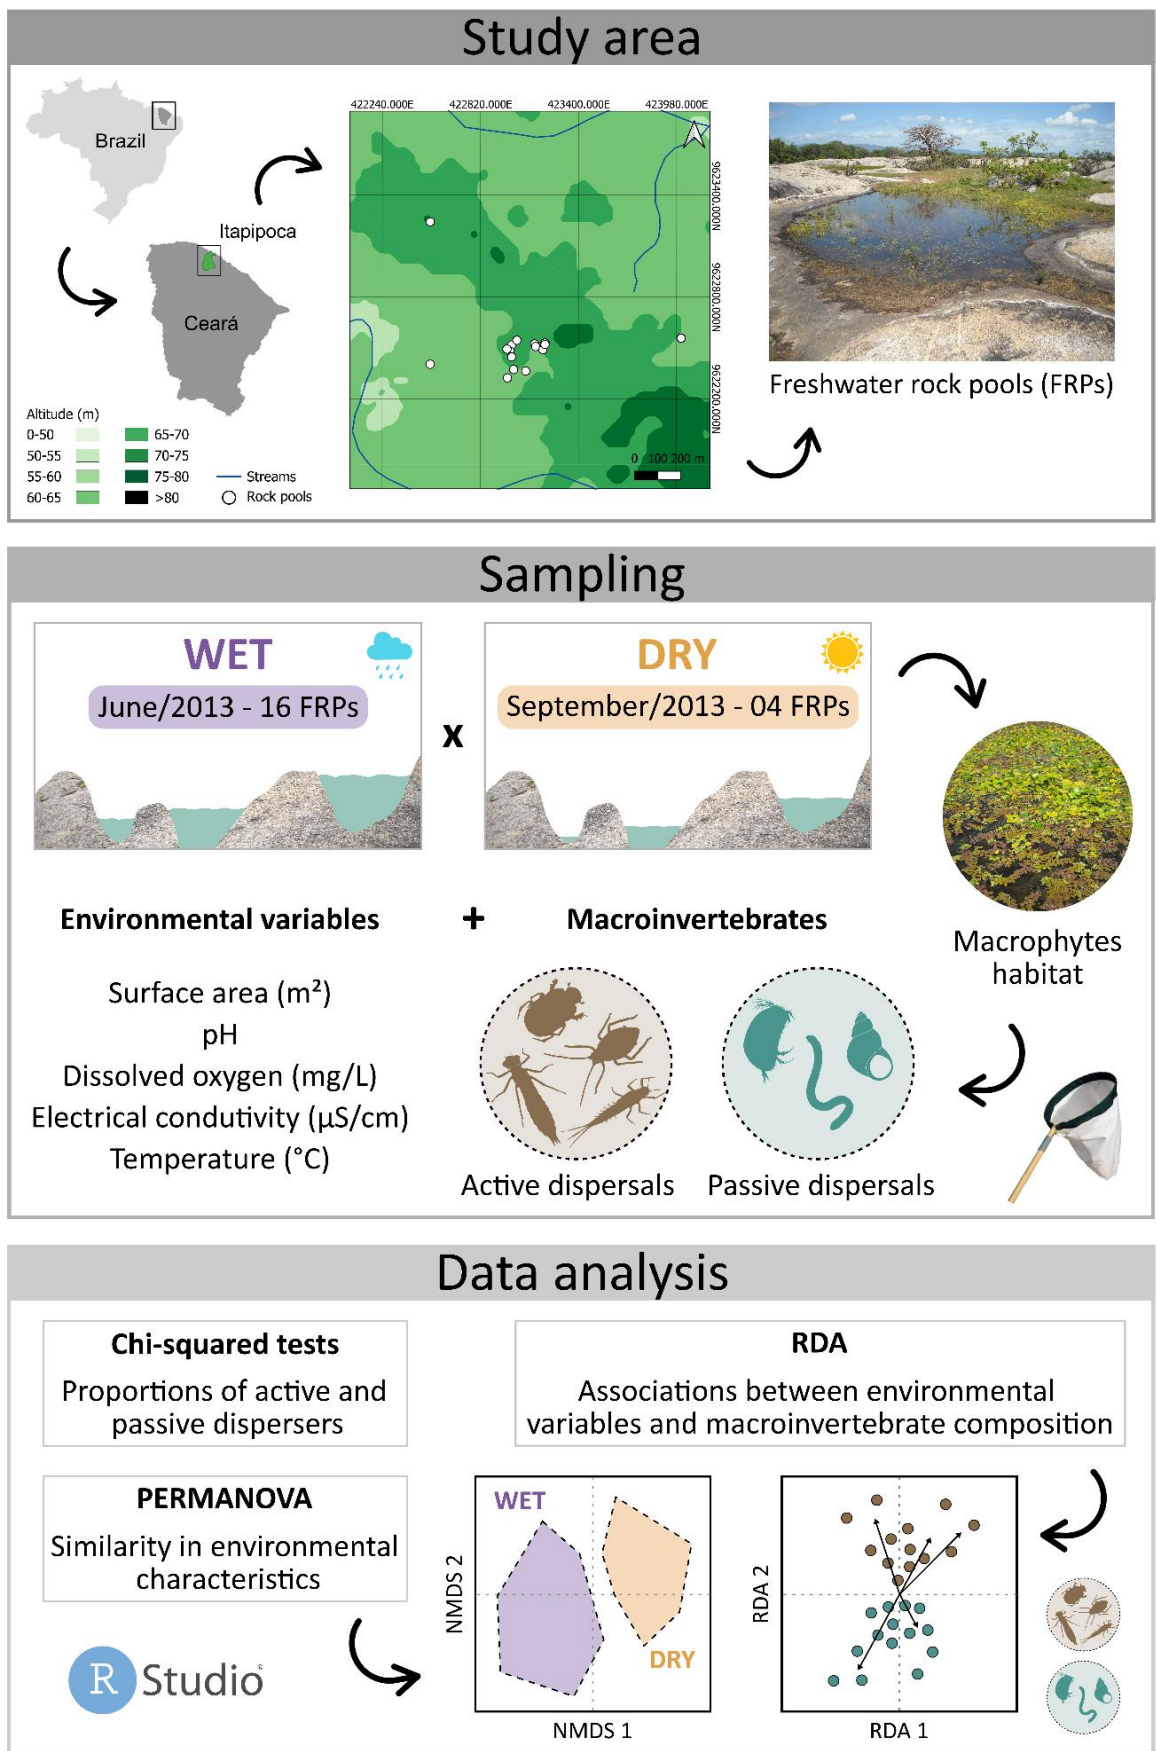 Study area
Brazil
Itapipoca
Ceará
422240.000E 422820.000E 423400.000E 423980.000E
9623400.000N
9622800.000N
9622200.000N
0 100 200 m
Altitude (m)
0-50
50-55
55-60
60-65
65-70
70-75
75-80
>80
Streams
Rock pools
Freshwater rock pools (FRPs)
Sampling
WET
June/2013 - 16 FRPs
x
DRY
September/2013 - 04 FRPs
Macrophytes
habitat
Environmental variables
+
Macroinvertebrates
Surface area (m²)
pH
Dissolved oxygen (mg/L)
Electrical condutivity (µS/cm)
Temperature (°C)
Active dispersals
Passive dispersals
Data analysis
Chi-squared tests
Proportions of active and
passive dispersers
RDA
Associations between environmental
variables and macroinvertebrate composition
PERMANOVA
Similarity in environmental
characteristics
R Studio®
WET
DRY
NMDS 2
NMDS 1
RDA 2
RDA 1